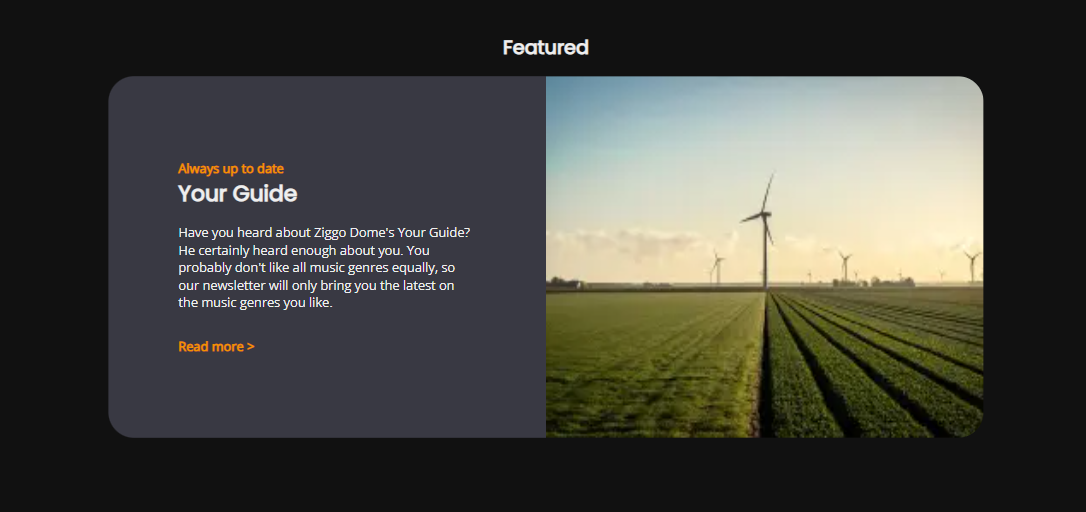 Featured
Always up to date
Your Guide
Have you heard about Ziggo Dome's Your Guide?
He certainly heard enough about you. You
probably don't like all music genres equally, so
our newsletter will only bring you the latest on
the music genres you like.
Read more >